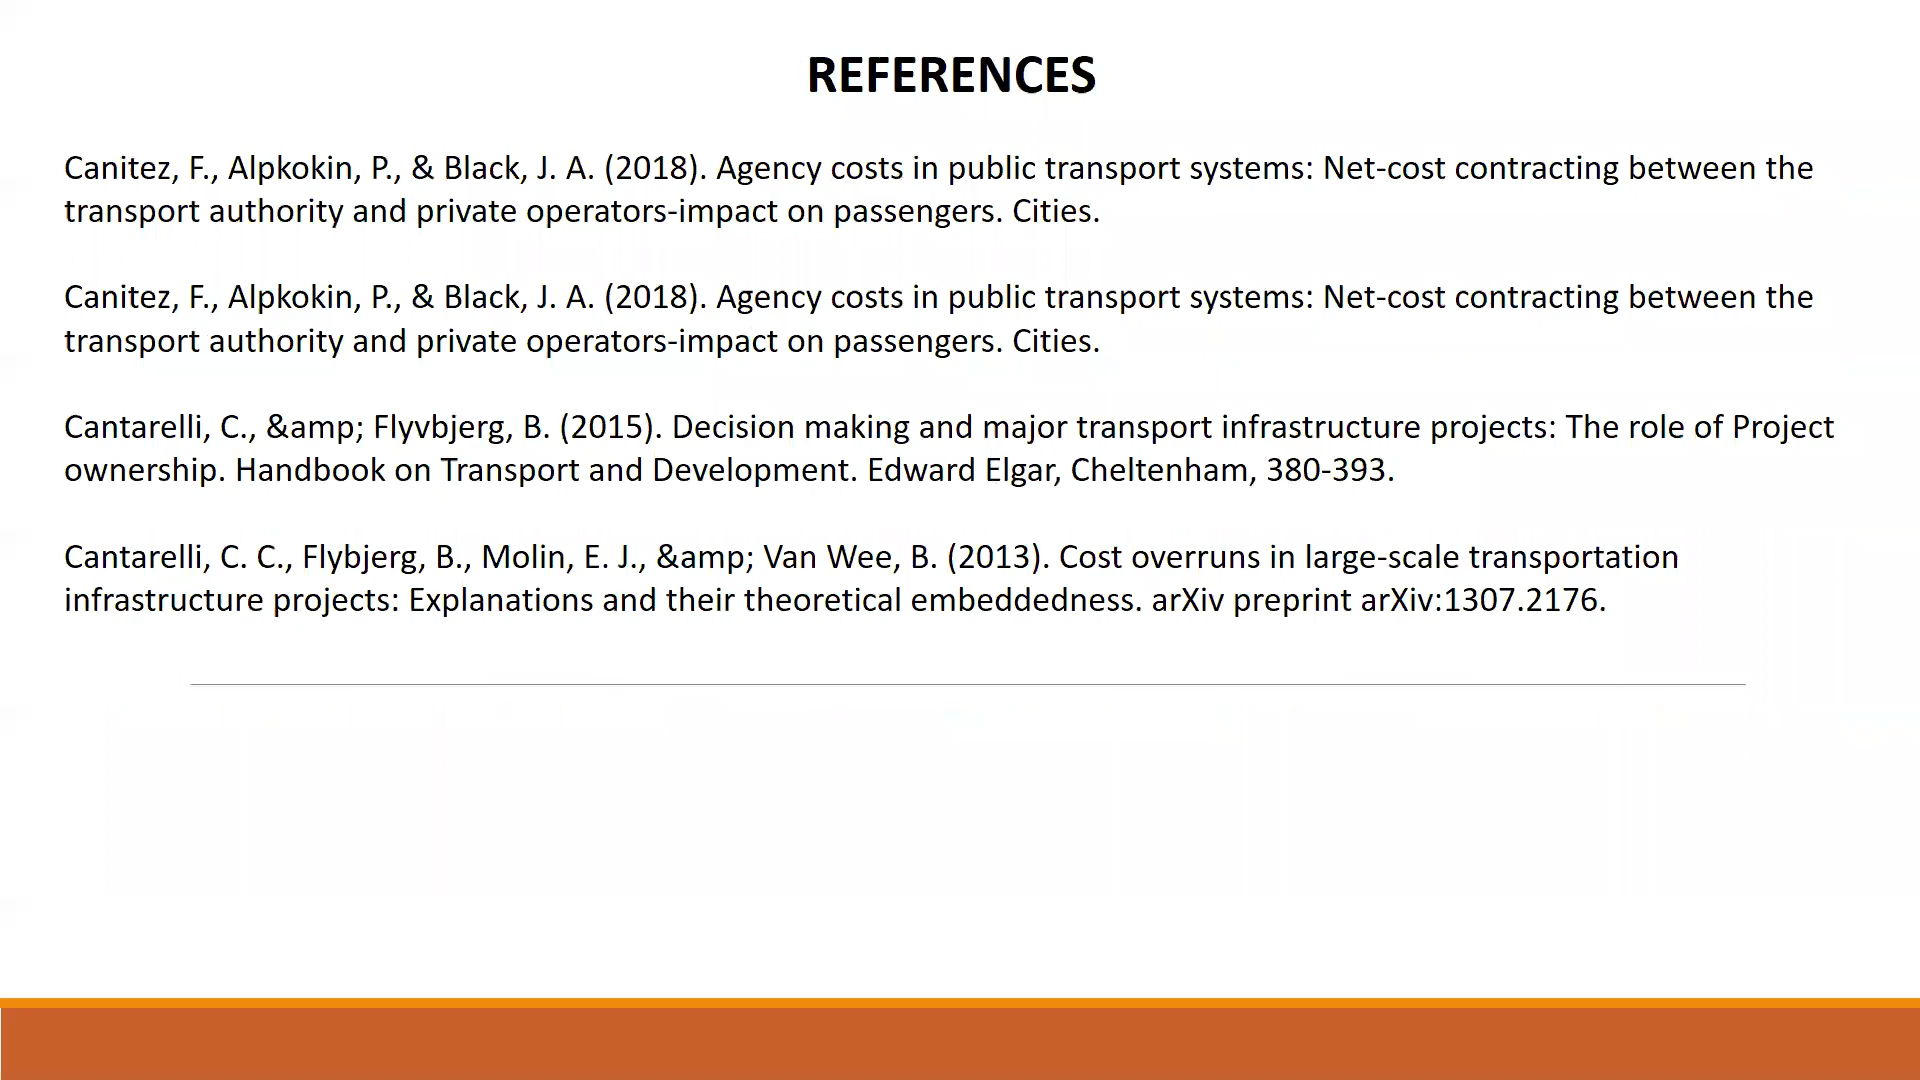 REFERENCES
Canitez, F., Alpkokin, P., & Black, J. A. (2018). Agency costs in public transport systems: Net-cost contracting between the
transport authority and private operators-impact on passengers. Cities.
Canitez, F., Alpkokin, P., & Black, J. A. (2018). Agency costs in public transport systems: Net-cost contracting between the
transport authority and private operators-impact on passengers. Cities.
Cantarelli, C., &amp; Flyvbjerg, B. (2015). Decision making and major transport infrastructure projects: The role of Project
ownership. Handbook on Transport and Development. Edward Elgar, Cheltenham, 380-393.
Cantarelli, C. C., Flybjerg, B., Molin, E. J., &amp; Van Wee, B. (2013). Cost overruns in large-scale transportation
infrastructure projects: Explanations and their theoretical embeddedness. arXiv preprint arXiv:1307.2176.